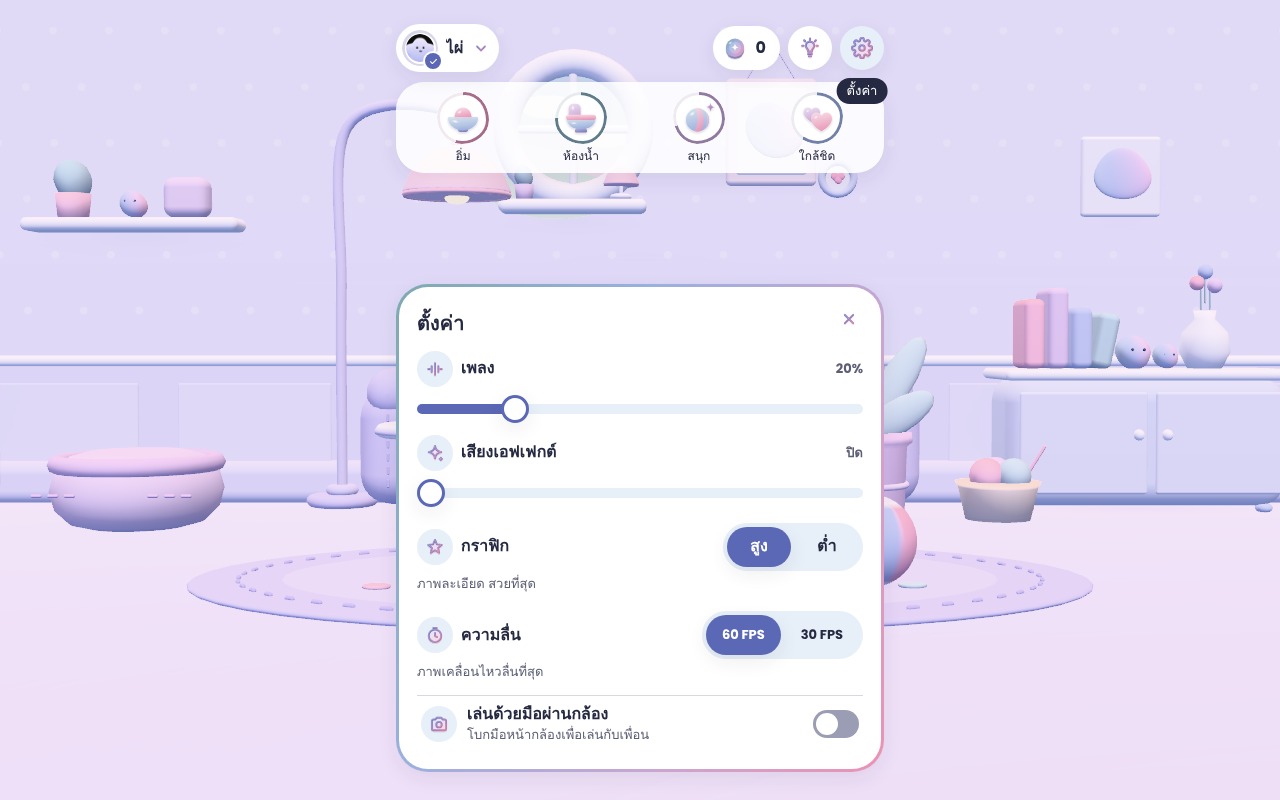 ไผ่
0
ตั้งค่า
อิ่ม
ห้องน้ำ
สนุก
ใกล้ชิด
ตั้งค่า
เพลง
20%
เสียงเอฟเฟกต์
ปิด
กราฟิก
สูง
ต่ำ
ภาพละเอียด สวยที่สุด
ความลื่น
60 FPS
30 FPS
ภาพเคลื่อนไหวลื่นที่สุด
เล่นด้วยมือผ่านกล้อง
โบกมือหน้ากล้องเพื่อเล่นกับเพื่อน